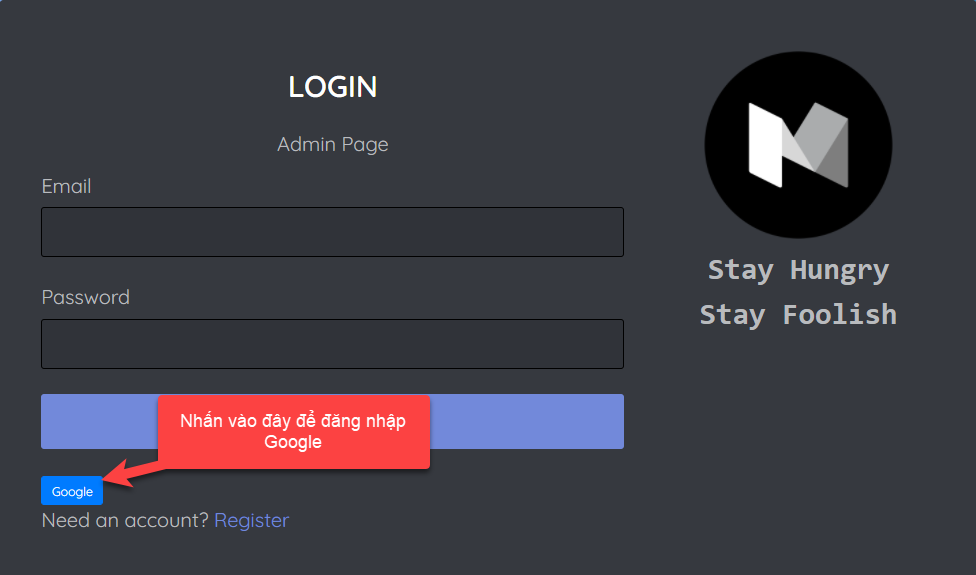 LOGIN
Admin Page
Email
Password
Nhấn vào đây để đăng nhập
Google
Google
Need an account? Register
Stay Hungry
Stay Foolish